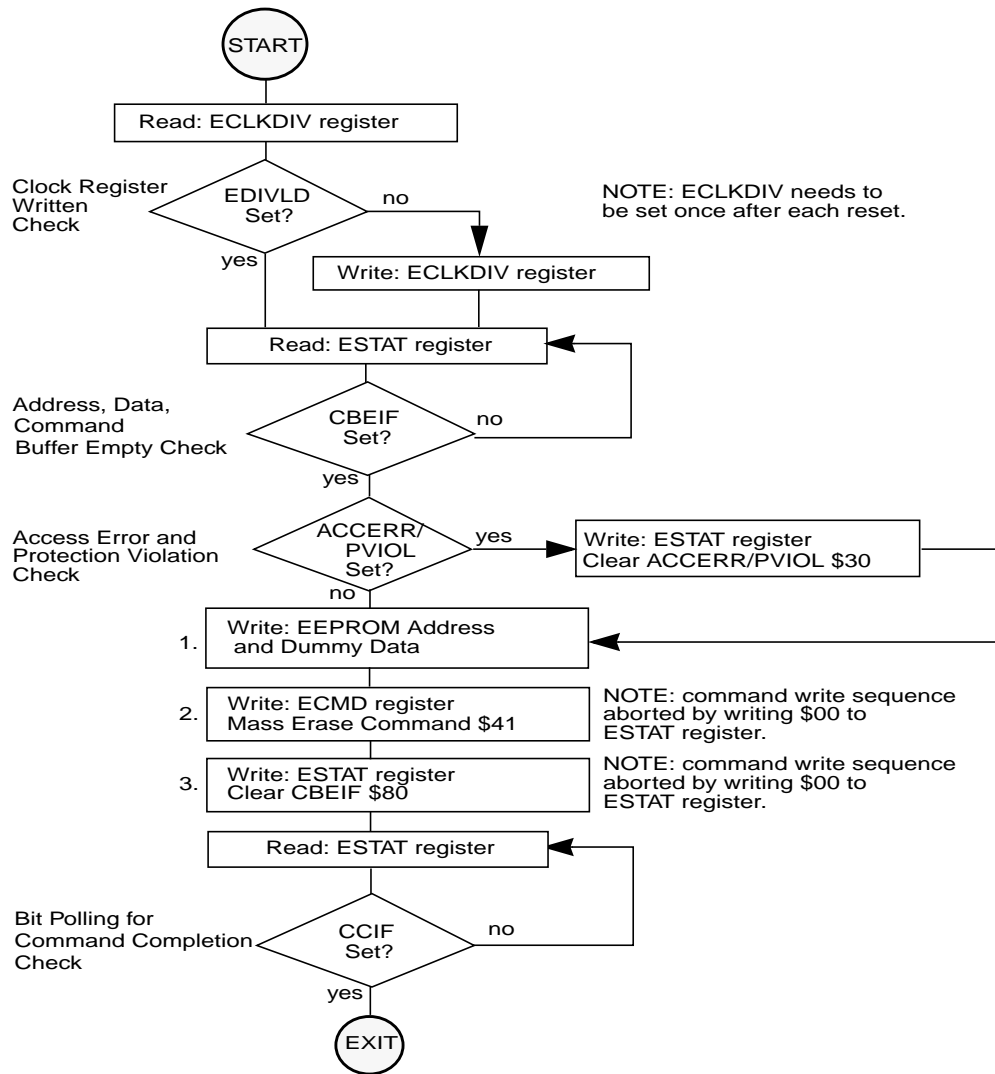 START
Read: ECLKDIV register
Clock Register
Written
Check
EDIVLD
Set?
no
yes
NOTE: ECLKDIV needs to
be set once after each reset.
Write: ECLKDIV register
Read: ESTAT register
Address, Data,
Command
Buffer Empty Check
CBEIF
Set?
no
yes
Access Error and
Protection Violation
Check
ACCERR/
PVIOL
Set?
yes
no
Write: ESTAT register
Clear ACCERR/PVIOL $30
1.
Write: EEPROM Address
and Dummy Data
2.
Write: ECMD register
Mass Erase Command $41
NOTE: command write sequence
aborted by writing $00 to
ESTAT register.
3.
Write: ESTAT register
Clear CBEIF $80
NOTE: command write sequence
aborted by writing $00 to
ESTAT register.
Read: ESTAT register
Bit Polling for
Command Completion
Check
CCIF
Set?
no
yes
EXIT